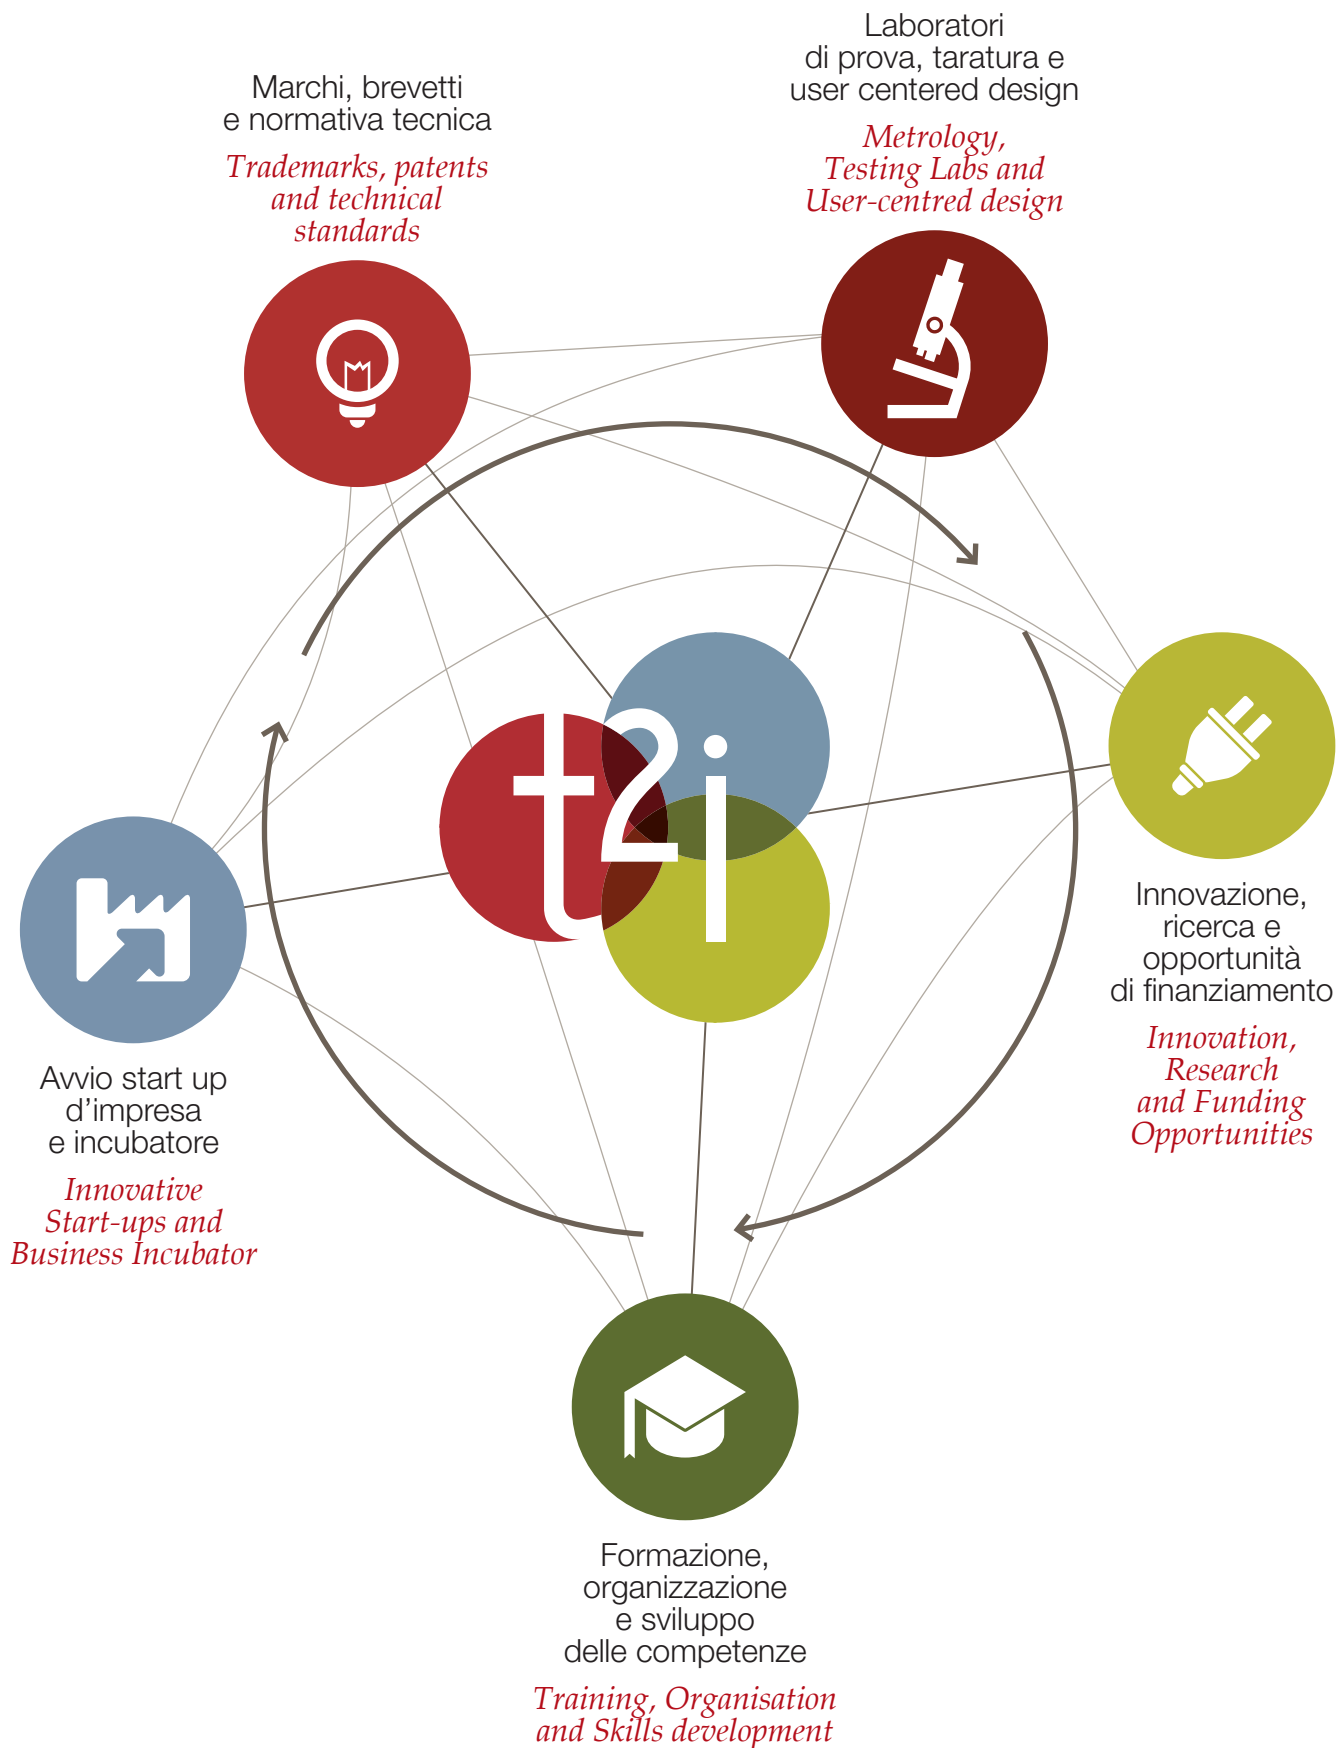 Laboratori
di prova, taratura e
user centered design
Metrology,
Testing Labs and
User-centred design
Marchi, brevetti
e normativa tecnica
Trademarks, patents
and technical
standards
t2i
Innovazione,
ricerca e
opportunità
di finanziamento
Innovation,
Research
and Funding
Opportunities
Avvio start up
d’impresa
e incubatore
Innovative
Start-ups and
Business Incubator
Formazione,
organizzazione
e sviluppo
delle competenze
Training, Organisation
and Skills development